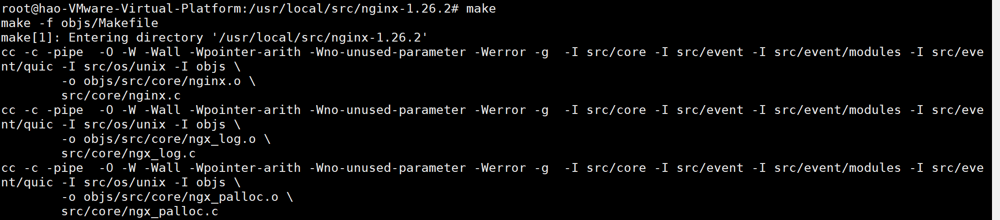 root@hao-VMware-Virtual-Platform:/usr/local/src/nginx-1.26.2# make
make -f objs/Makefile
make[1]: Entering directory '/usr/local/src/nginx-1.26.2'
cc -c -pipe  -O -W -Wall -Wpointer-arith -Wno-unused-parameter -Werror -g  -I src/core -I src/event -I src/event/modules -I src/eve
nt/quic -I src/os/unix -I objs \
        -o objs/src/core/nginx.o \
        src/core/nginx.c
cc -c -pipe  -O -W -Wall -Wpointer-arith -Wno-unused-parameter -Werror -g  -I src/core -I src/event -I src/event/modules -I src/eve
nt/quic -I src/os/unix -I objs \
        -o objs/src/core/ngx_log.o \
        src/core/ngx_log.c
cc -c -pipe  -O -W -Wall -Wpointer-arith -Wno-unused-parameter -Werror -g  -I src/core -I src/event -I src/event/modules -I src/eve
nt/quic -I src/os/unix -I objs \
        -o objs/src/core/ngx_palloc.o \
        src/core/ngx_palloc.c